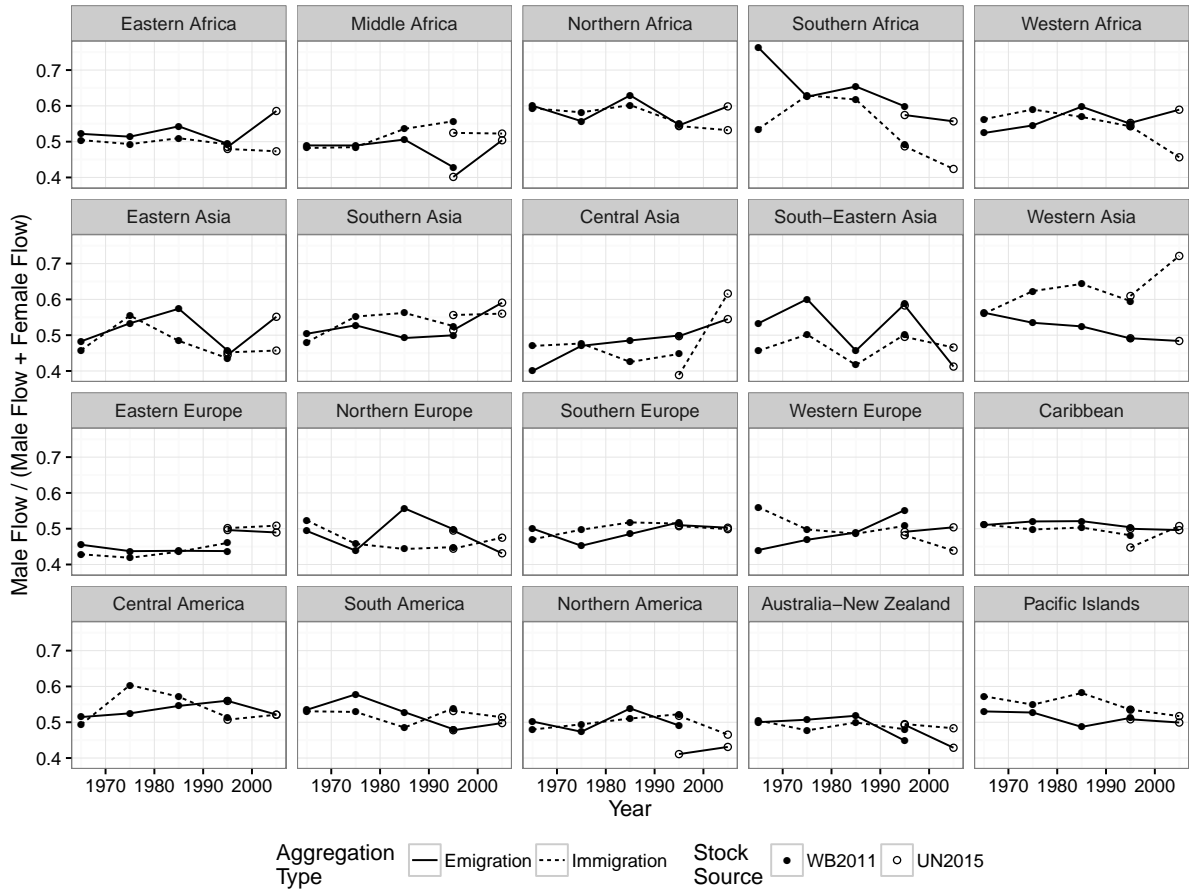 Eastern Africa Middle Africa Northern Africa Southern Africa Western Africa
0.7
0.6
0.5
0.4
Eastern Asia Southern Asia Central Asia South−Eastern Asia Western Asia
0.7
0.6
0.5
0.4
Eastern Europe Northern Europe Southern Europe Western Europe Caribbean
0.7
0.6
0.5
0.4
Central America South America Northern America Australia−New Zealand Pacific Islands
0.7
0.6
0.5
0.4
1970 1980 1990 2000 1970 1980 1990 2000 1970 1980 1990 2000 1970 1980 1990 2000 1970 1980 1990 2000
Year
Male Flow / (Male Flow + Female Flow)
Aggregation Type
Emigration
Immigration
Stock Source
WB2011
UN2015